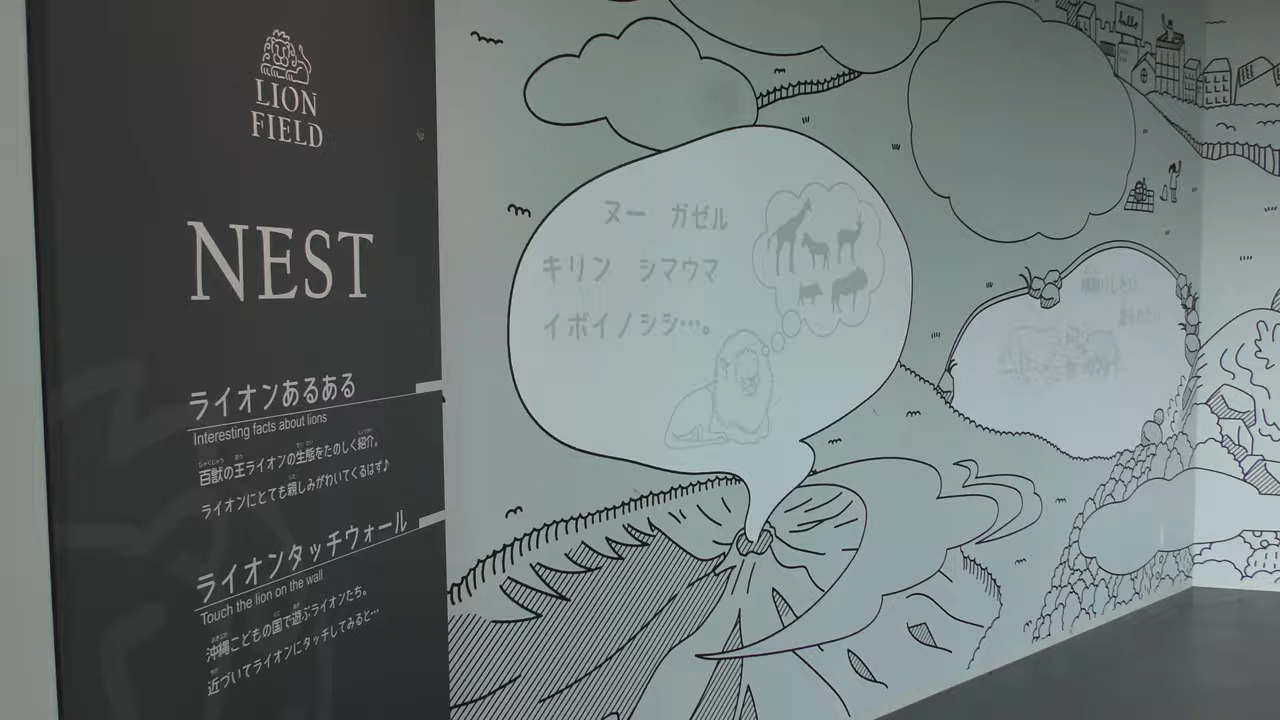 LION
FIELD
NEST
ライオンあるある
Interesting facts about lions
百獣の王ライオンの生態をたのしく紹介。
ライオンにとても親しみがわいてくるはず♪
ライオンタッチウォール
Touch the lion on the wall
沖縄こどもの国で遊ぶライオンたち。
近づいてライオンにタッチしてみると…
ヌー ガゼル
キリン シマウマ
イボイノシシ…。
hello